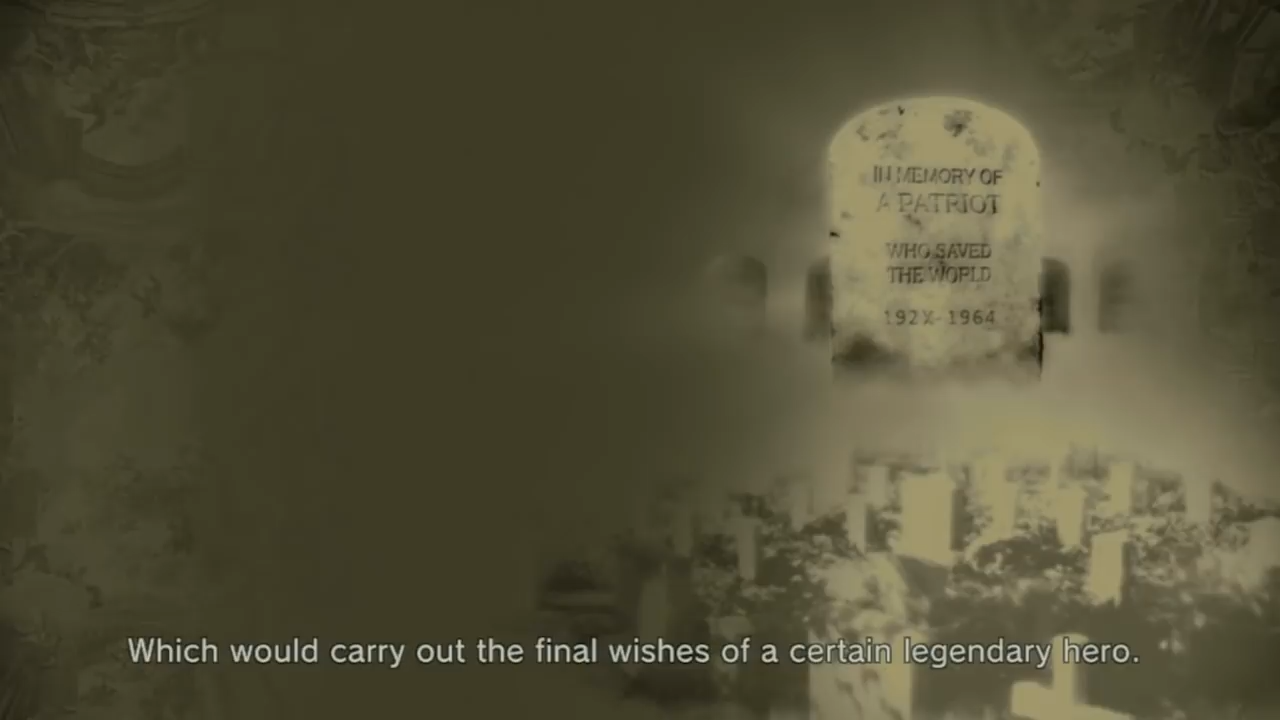 IN MEMORY OF
A PATRIOT
WHO SAVED
THE WORLD
192X-1964
Which would carry out the final wishes of a certain legendary hero.